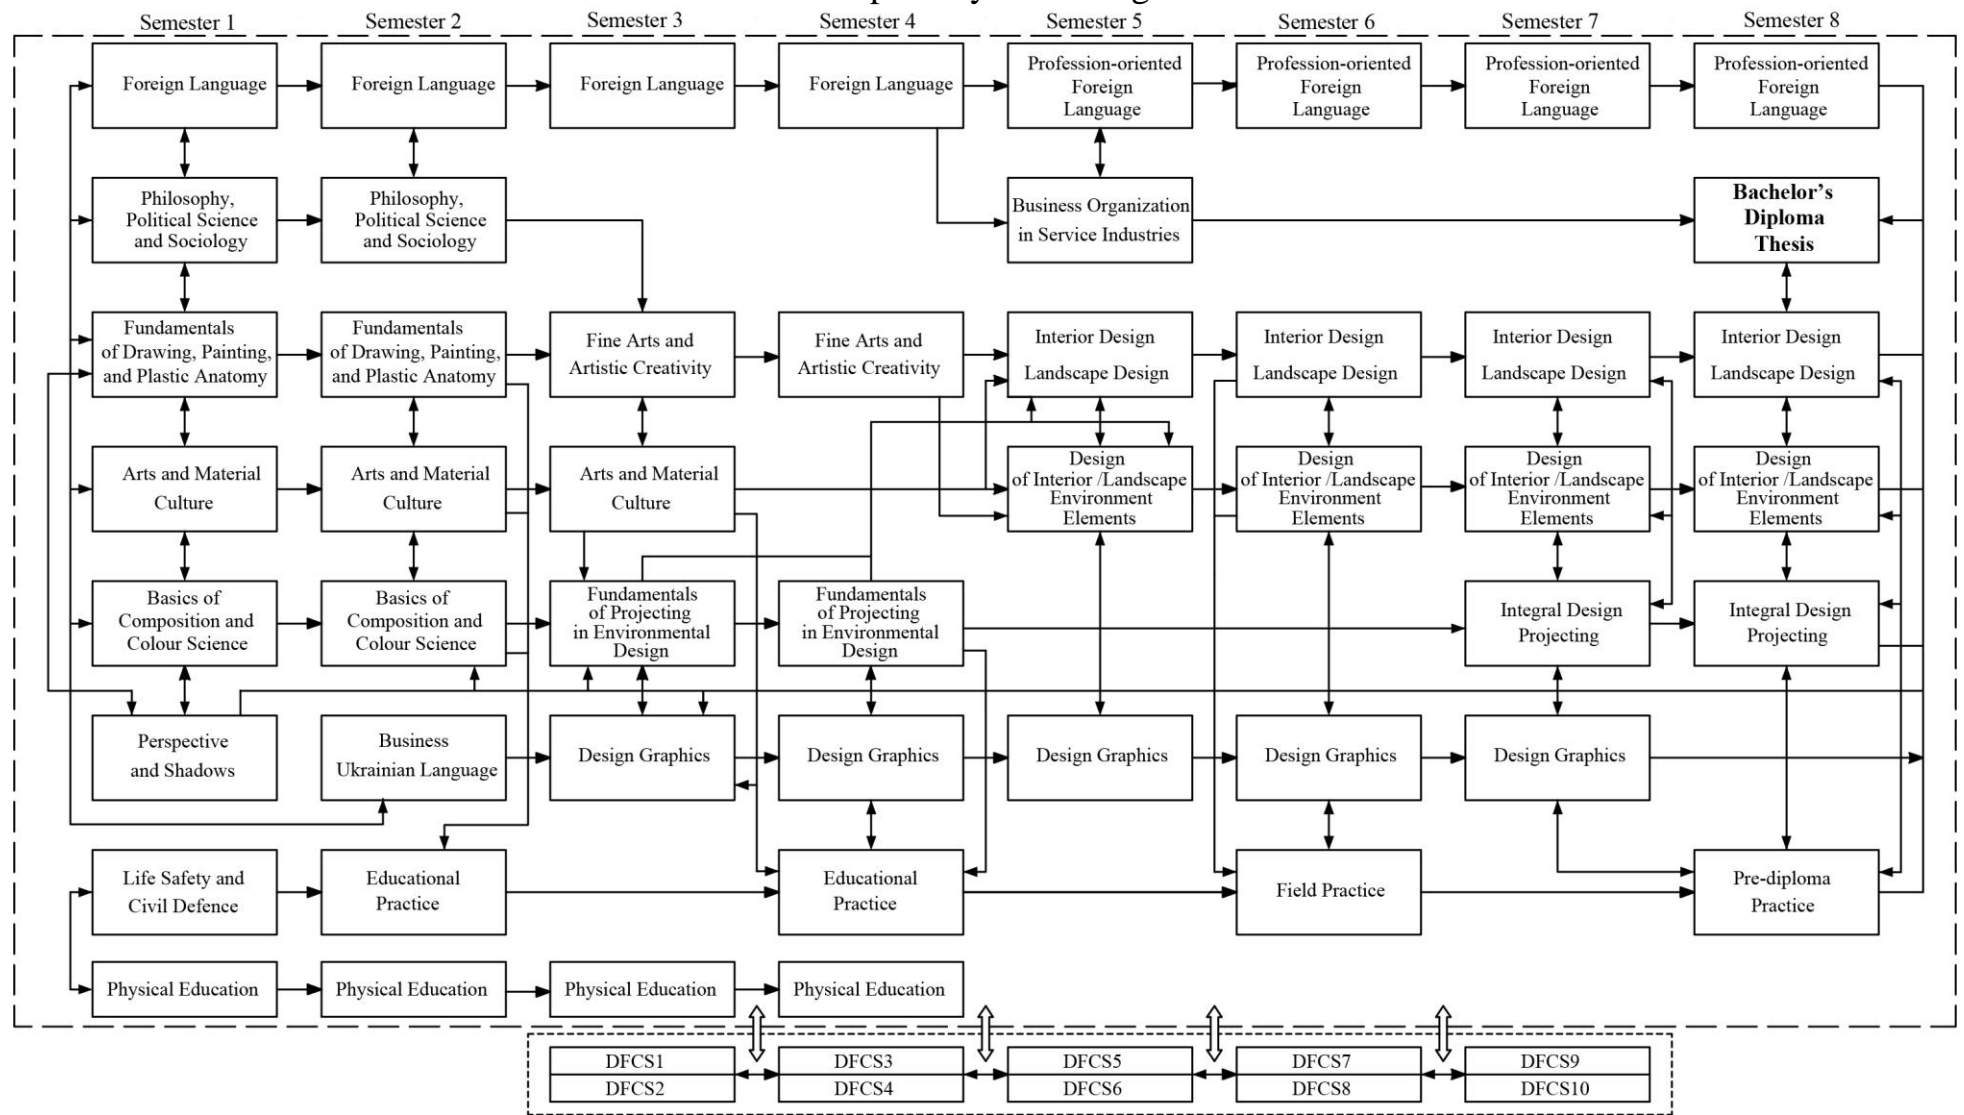 Semester 1
Semester 2
Semester 3
Semester 4
Semester 5
Semester 6
Semester 7
Semester 8
Foreign Language
Foreign Language
Foreign Language
Foreign Language
Profession-oriented
Foreign
Language
Profession-oriented
Foreign
Language
Profession-oriented
Foreign
Language
Profession-oriented
Foreign
Language
Philosophy,
Political Science
and Sociology
Philosophy,
Political Science
and Sociology
Business Organization
in Service Industries
Bachelor’s
Diploma
Thesis
Fundamentals
of Drawing, Painting,
and Plastic Anatomy
Fundamentals
of Drawing, Painting,
and Plastic Anatomy
Fine Arts and
Artistic Creativity
Fine Arts and
Artistic Creativity
Interior Design
Landscape Design
Interior Design
Landscape Design
Interior Design
Landscape Design
Interior Design
Landscape Design
Arts and Material
Culture
Arts and Material
Culture
Arts and Material
Culture
Design
of Interior /Landscape
Environment
Elements
Design
of Interior /Landscape
Environment
Elements
Design
of Interior /Landscape
Environment
Elements
Design
of Interior /Landscape
Environment
Elements
Basics of
Composition and
Colour Science
Basics of
Composition and
Colour Science
Fundamentals
of Projecting
in Environmental
Design
Fundamentals
of Projecting
in Environmental
Design
Integral Design
Projecting
Integral Design
Projecting
Perspective
and Shadows
Business
Ukrainian Language
Design Graphics
Design Graphics
Design Graphics
Design Graphics
Design Graphics
Life Safety and
Civil Defence
Educational
Practice
Educational
Practice
Field Practice
Pre-diploma
Practice
Physical Education
Physical Education
Physical Education
Physical Education
DFCS1
DFCS2
DFCS3
DFCS4
DFCS5
DFCS6
DFCS7
DFCS8
DFCS9
DFCS10